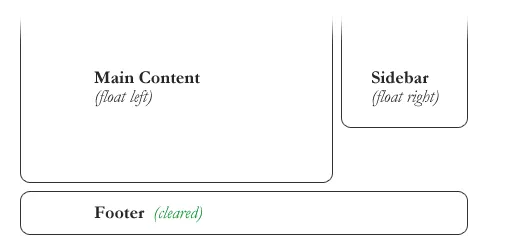 Main Content
(float left)
Sidebar
(float right)
Footer (cleared)